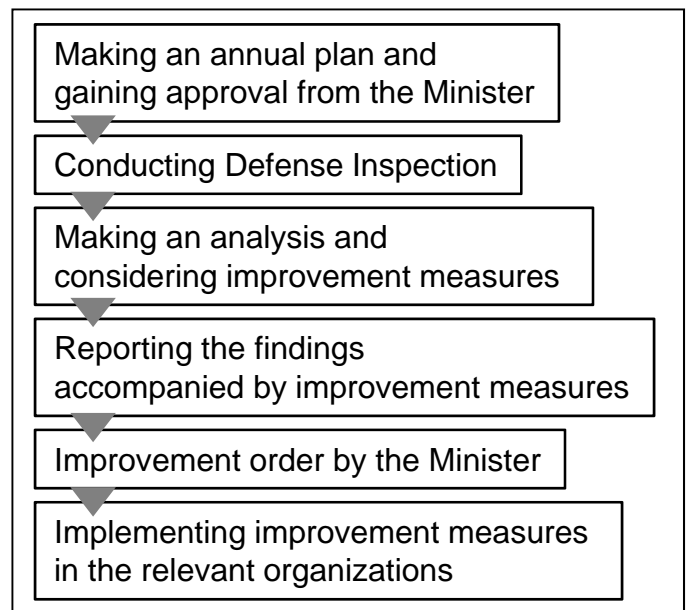 Making an annual plan and
gaining approval from the Minister
Conducting Defense Inspection
Making an analysis and
considering improvement measures
Reporting the findings
accompanied by improvement measures
Improvement order by the Minister
Implementing improvement measures
in the relevant organizations